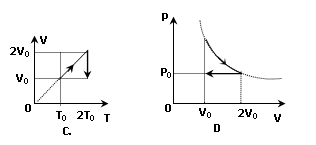 V
2V₀
V₀
0
T₀ 2T₀ T
C.
P
P₀
0
V₀ 2V₀ V
D